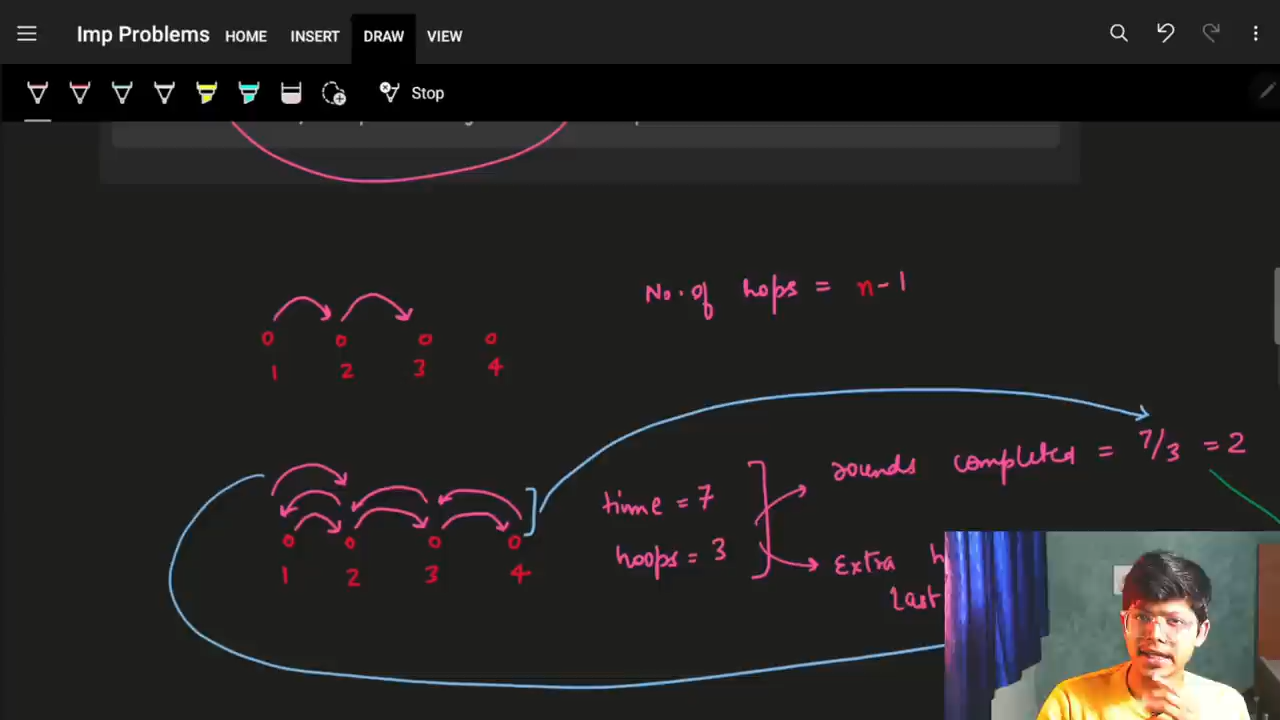 Imp Problems HOME INSERT DRAW VIEW
Stop
No. of hops = n-1
1 2 3 4
rounds completed = 7/3 = 2
time = 7
hoops = 3
Extra
last
1 2 3 4